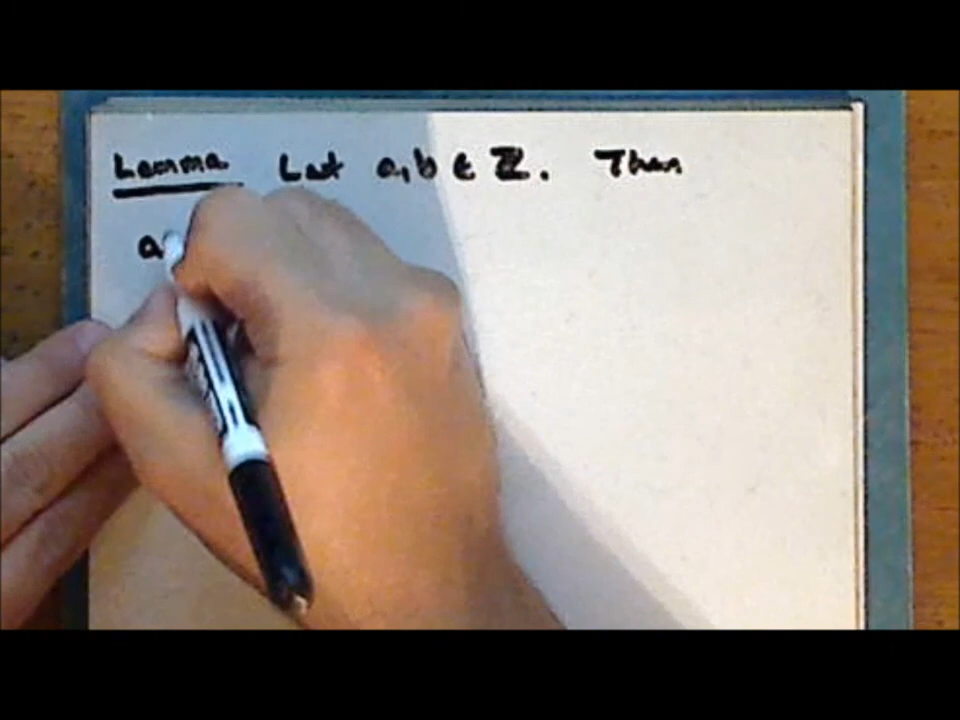 Lemma Let a, b ∈ ℤ. Then
a